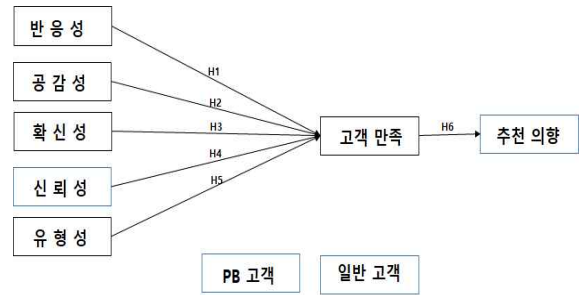 반 응 성
공 감 성
확 신 성
신 뢰 성
유 형 성
H1
H2
H3
H4
H5
고객 만족
H6
추천 의향
PB 고객
일반 고객